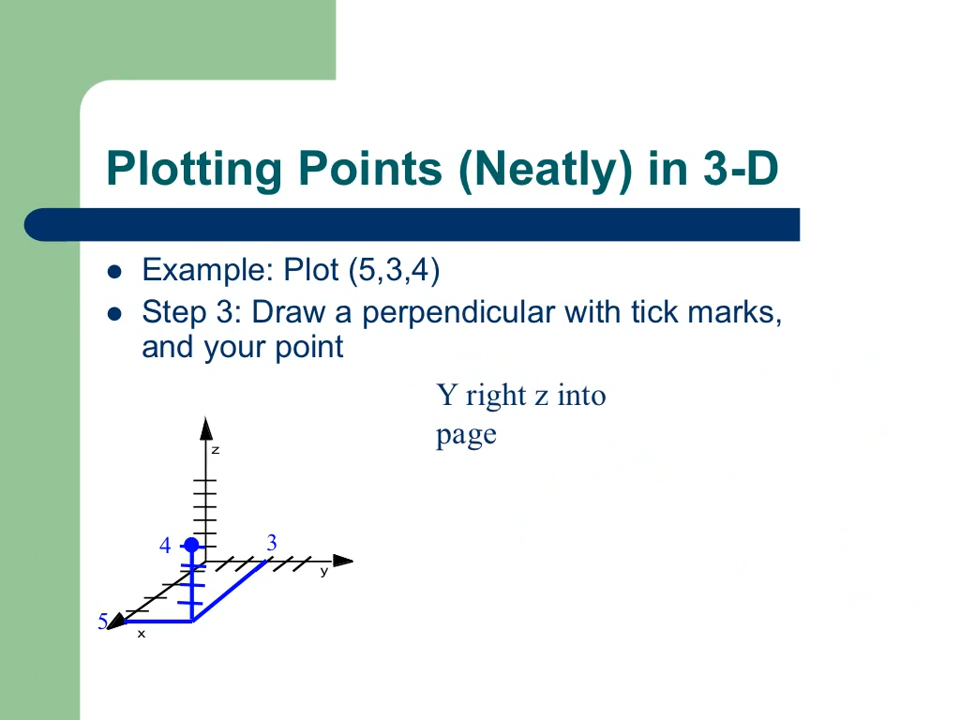 Plotting Points (Neatly) in 3-D
Example: Plot (5,3,4)
Step 3: Draw a perpendicular with tick marks,
and your point
Y right z into
page
z
4
3
y
5
x